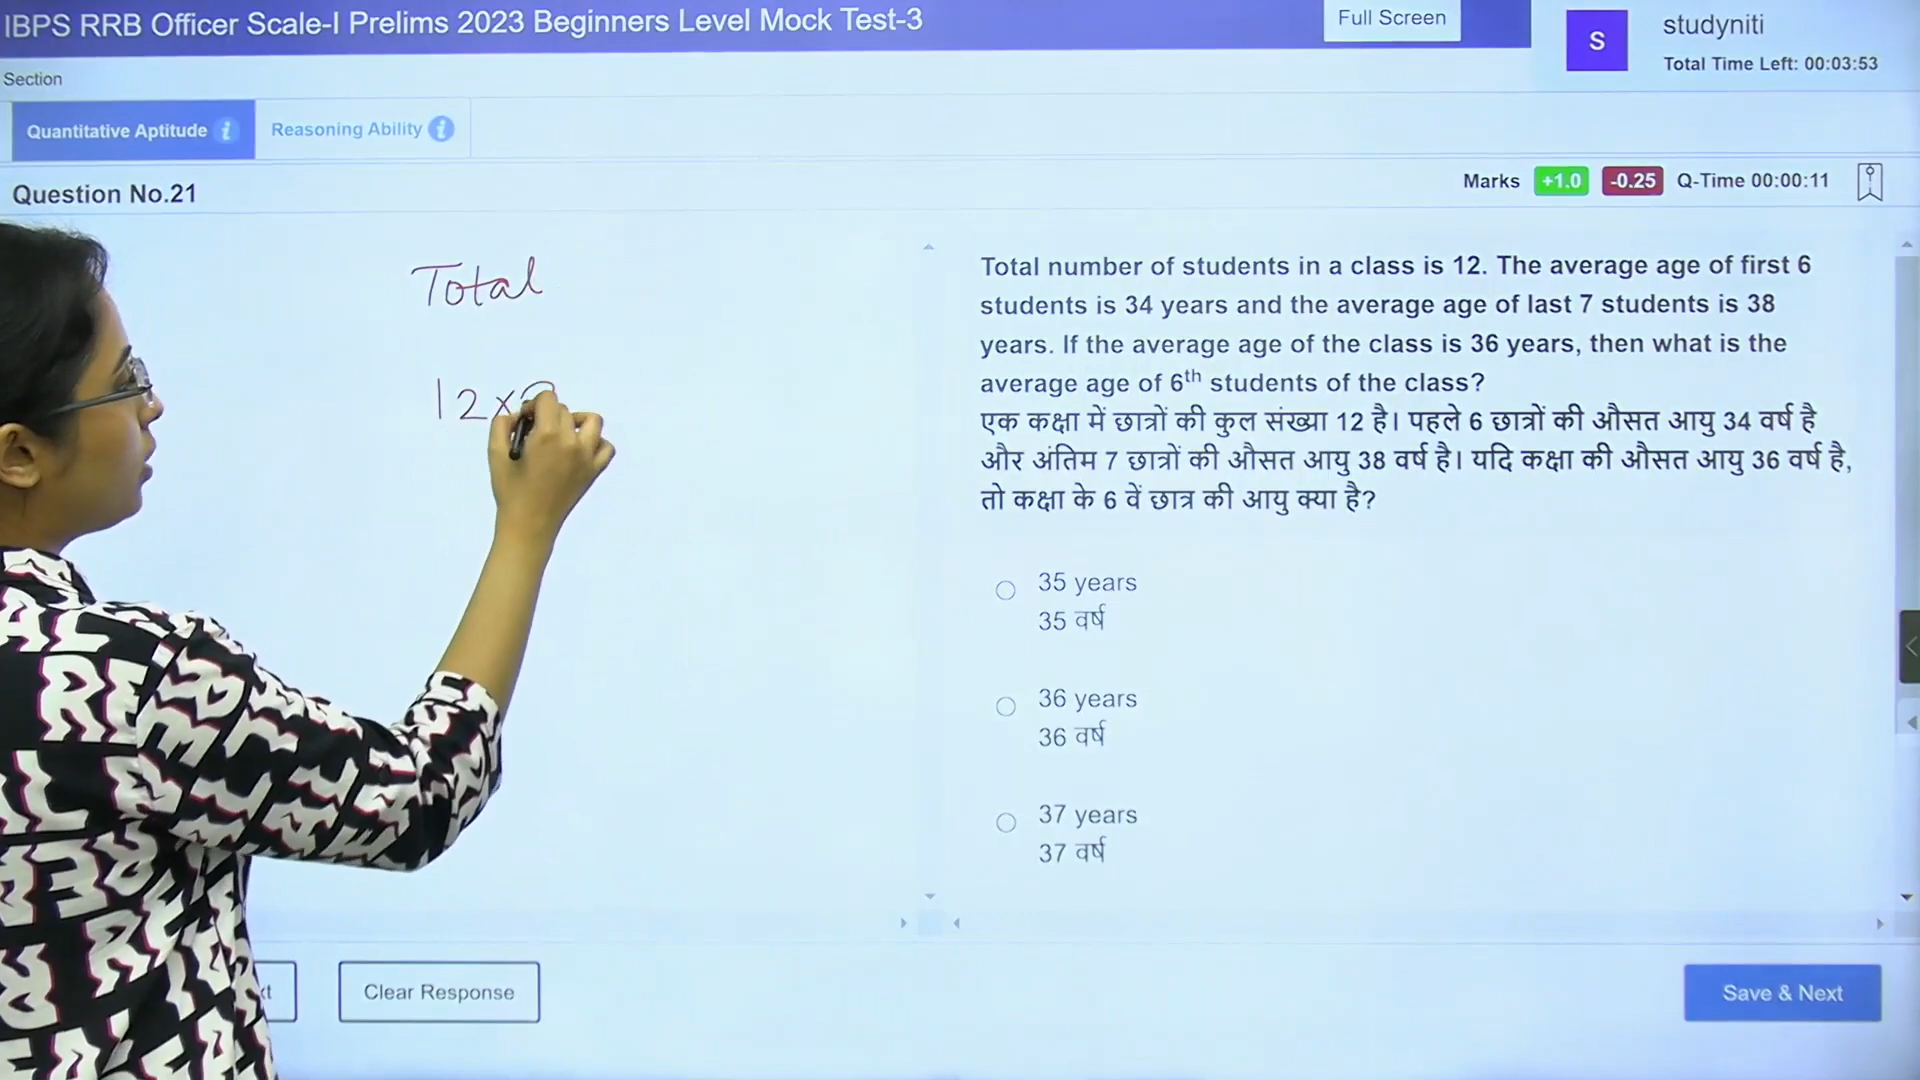 IBPS RRB Officer Scale-I Prelims 2023 Beginners Level Mock Test-3
Full Screen
S
studyniti
Total Time Left: 00:03:53
Section
Quantitative Aptitude i
Reasoning Ability i
Question No.21
Marks +1.0 -0.25 Q-Time 00:00:11
Total
12×
Total number of students in a class is 12. The average age of first 6
students is 34 years and the average age of last 7 students is 38
years. If the average age of the class is 36 years, then what is the
average age of 6th students of the class?
एक कक्षा में छात्रों की कुल संख्या 12 है। पहले 6 छात्रों की औसत आयु 34 वर्ष है
और अंतिम 7 छात्रों की औसत आयु 38 वर्ष है। यदि कक्षा की औसत आयु 36 वर्ष है,
तो कक्षा के 6 वें छात्र की आयु क्या है?
35 years
35 वर्ष
36 years
36 वर्ष
37 years
37 वर्ष
Clear Response
Save & Next